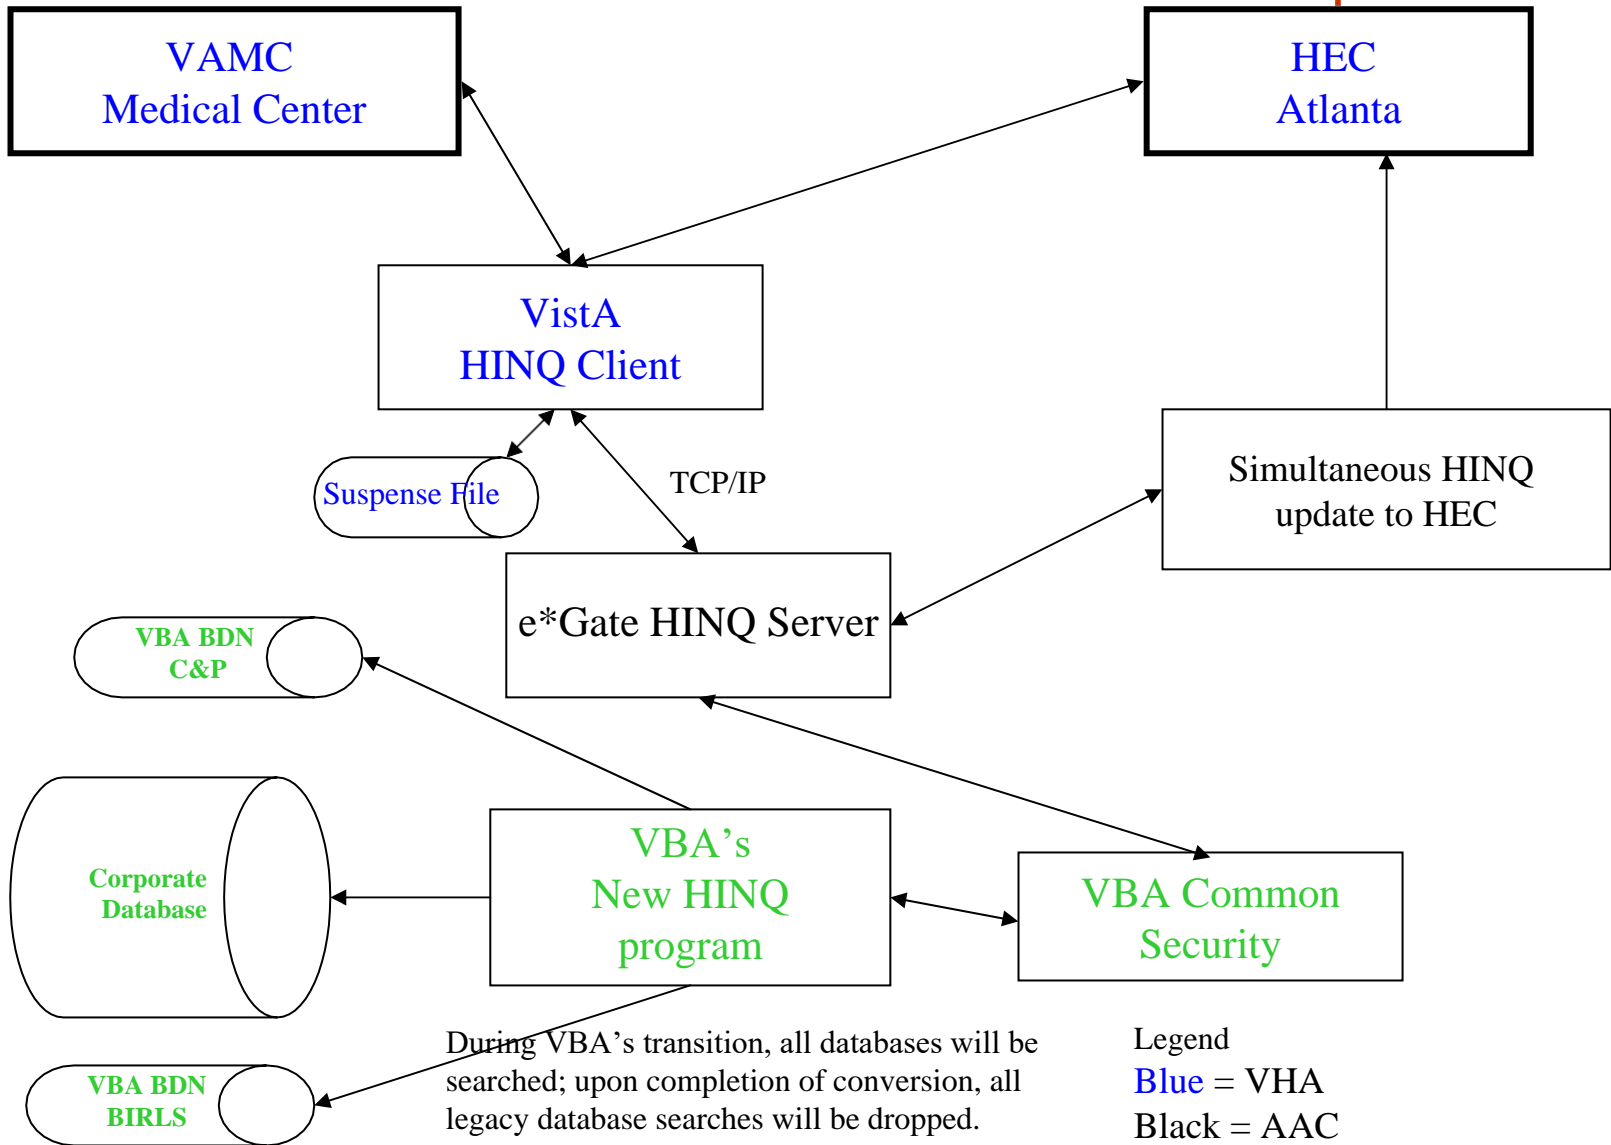 VAMC
Medical Center
HEC
Atlanta
VistA
HINQ Client
Suspense File
TCP/IP
Simultaneous HINQ
update to HEC
e*Gate HINQ Server
VBA BDN
C&P
Corporate
Database
VBA's
New HINQ
program
VBA Common
Security
VBA BDN
BIRLS
During VBA's transition, all databases will be
searched; upon completion of conversion, all
legacy database searches will be dropped.
Legend
Blue = VHA
Black = AAC